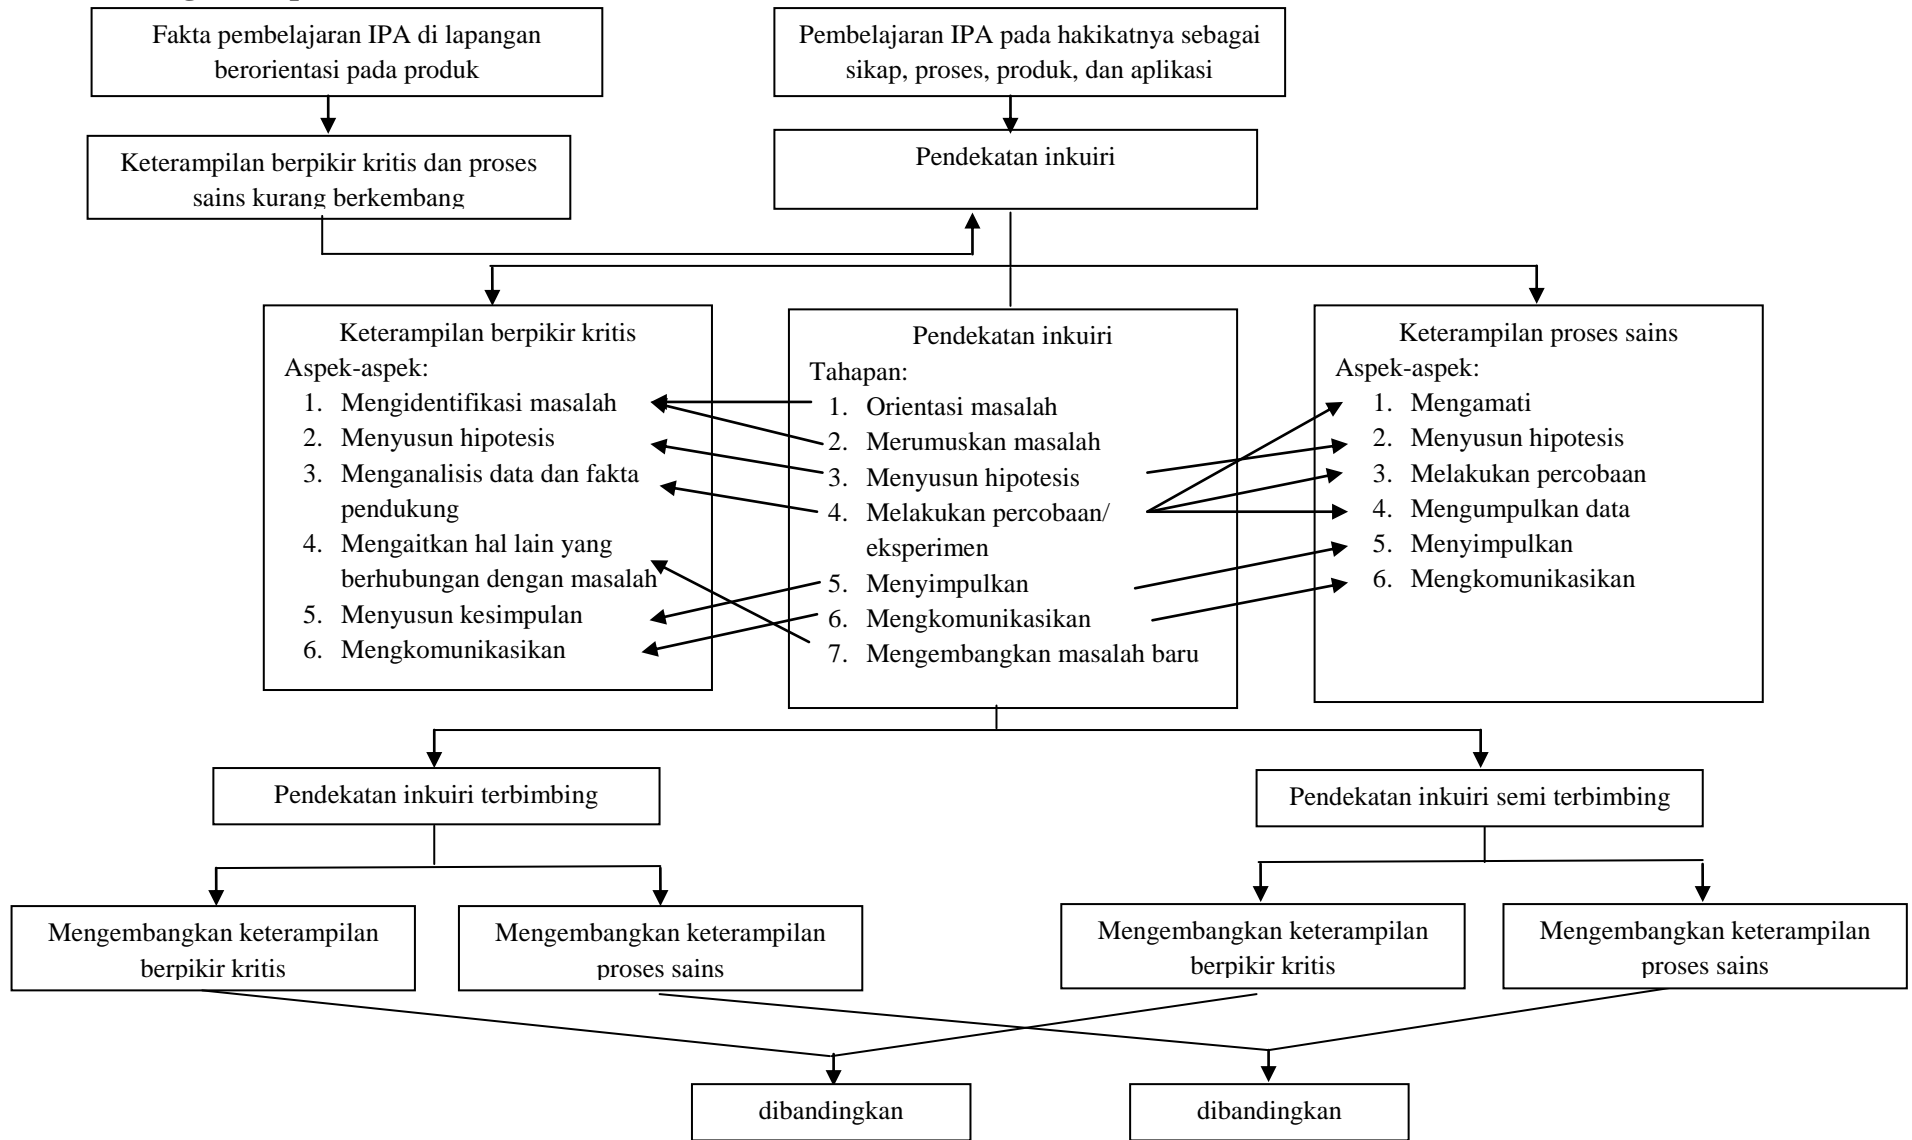 Fakta pembelajaran IPA di lapangan
berorientasi pada produk
Pembelajaran IPA pada hakikatnya sebagai
sikap, proses, produk, dan aplikasi
Keterampilan berpikir kritis dan proses
sains kurang berkembang
Pendekatan inkuiri
Keterampilan berpikir kritis
Aspek-aspek:
1. Mengidentifikasi masalah
2. Menyusun hipotesis
3. Menganalisis data dan fakta
pendukung
4. Mengaitkan hal lain yang
berhubungan dengan masalah
5. Menyusun kesimpulan
6. Mengkomunikasikan
Pendekatan inkuiri
Tahapan:
1. Orientasi masalah
2. Merumuskan masalah
3. Menyusun hipotesis
4. Melakukan percobaan/
eksperimen
5. Menyimpulkan
6. Mengkomunikasikan
7. Mengembangkan masalah baru
Keterampilan proses sains
Aspek-aspek:
1. Mengamati
2. Menyusun hipotesis
3. Melakukan percobaan
4. Mengumpulkan data
5. Menyimpulkan
6. Mengkomunikasikan
Pendekatan inkuiri terbimbing
Pendekatan inkuiri semi terbimbing
Mengembangkan keterampilan
berpikir kritis
Mengembangkan keterampilan
proses sains
Mengembangkan keterampilan
berpikir kritis
Mengembangkan keterampilan
proses sains
dibandingkan
dibandingkan